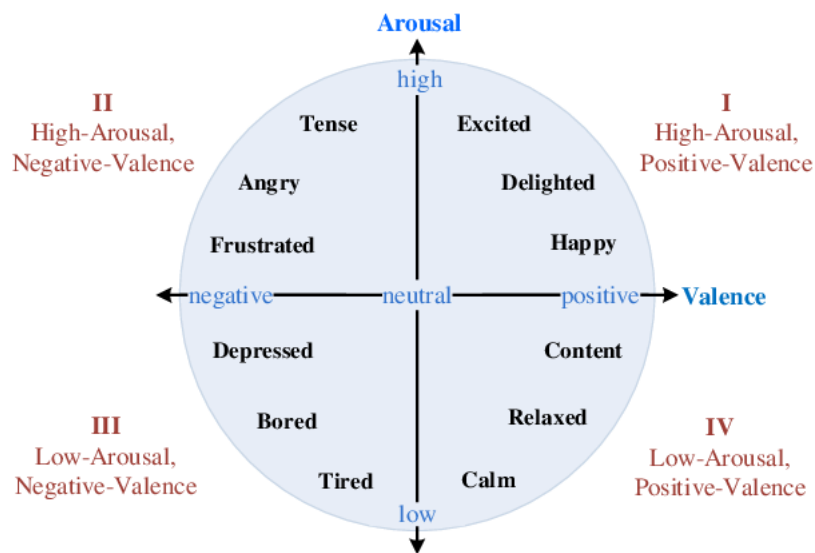 Arousal
high
II
High-Arousal,
Negative-Valence
I
High-Arousal,
Positive-Valence
Tense
Excited
Angry
Delighted
Frustrated
Happy
negative
neutral
positive
Valence
Depressed
Content
Bored
Relaxed
III
Low-Arousal,
Negative-Valence
IV
Low-Arousal,
Positive-Valence
Tired
Calm
low